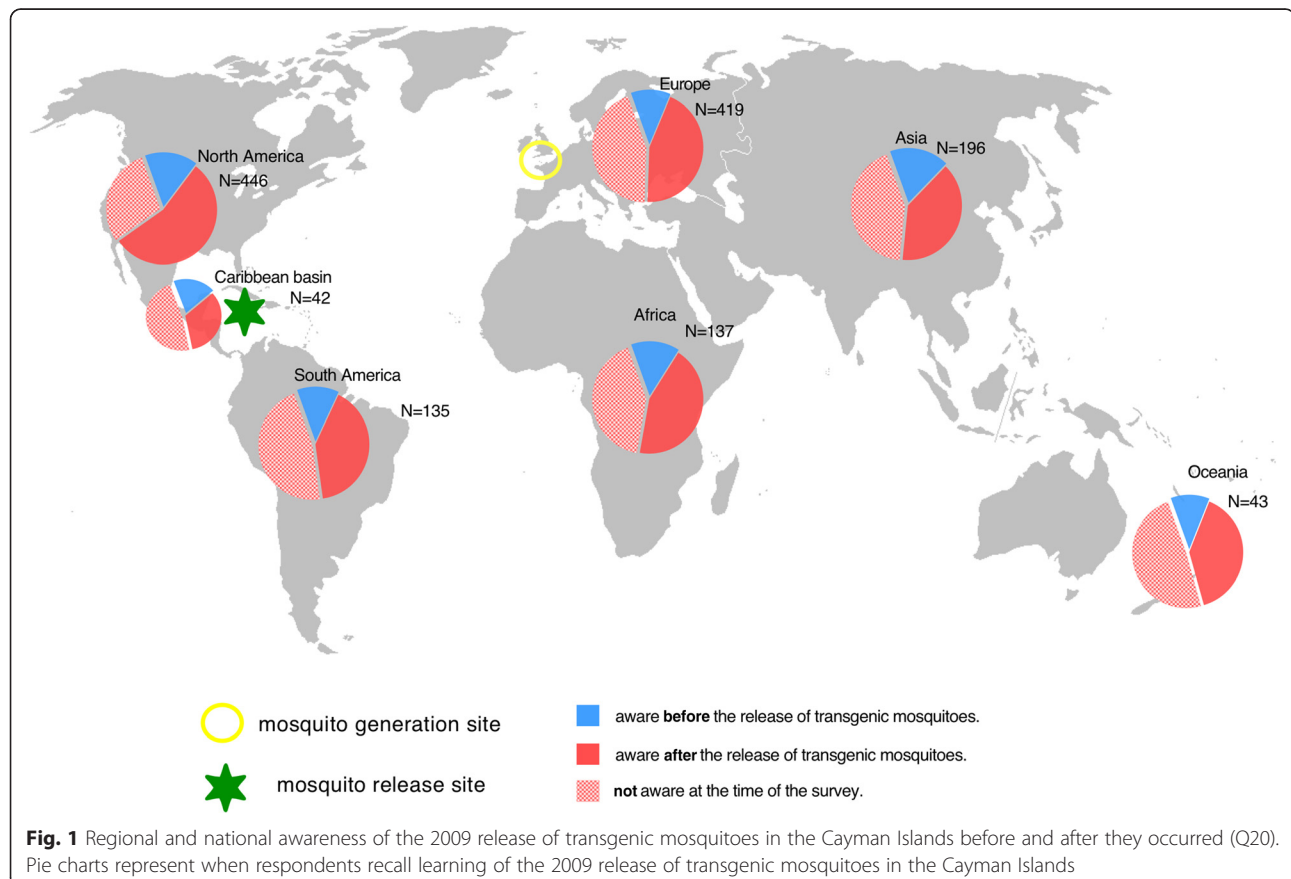 Europe
N=419
North America
N=446
Asia
N=196
Caribbean basin
N=42
Africa
N=137
South America
N=135
Oceania
N=43
mosquito generation site
mosquito release site
aware before the release of transgenic mosquitoes.
aware after the release of transgenic mosquitoes.
not aware at the time of the survey.
Fig. 1 Regional and national awareness of the 2009 release of transgenic mosquitoes in the Cayman Islands before and after they occurred (Q20).
Pie charts represent when respondents recall learning of the 2009 release of transgenic mosquitoes in the Cayman Islands